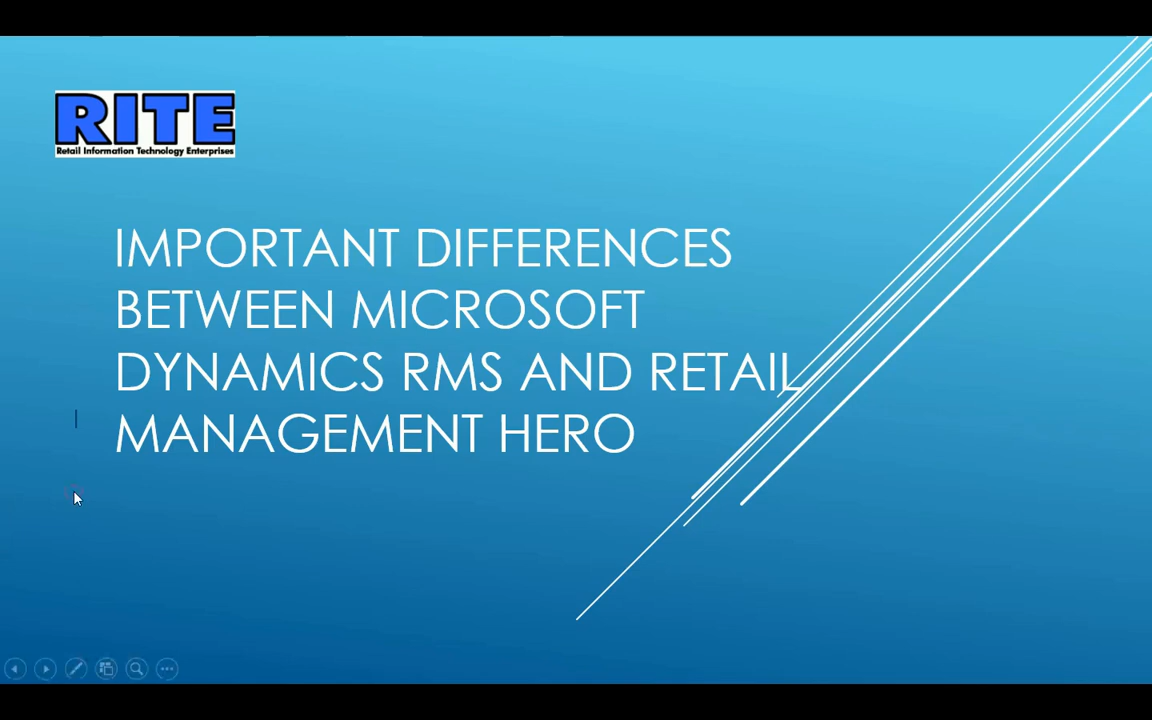 RITE
Retail Information Technology Enterprises
IMPORTANT DIFFERENCES
BETWEEN MICROSOFT
DYNAMICS RMS AND RETAIL
MANAGEMENT HERO